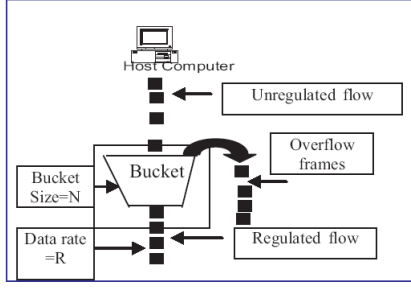 Host Computer
Unregulated flow
Overflow
frames
Bucket
Bucket
Size=N
Data rate
=R
Regulated flow